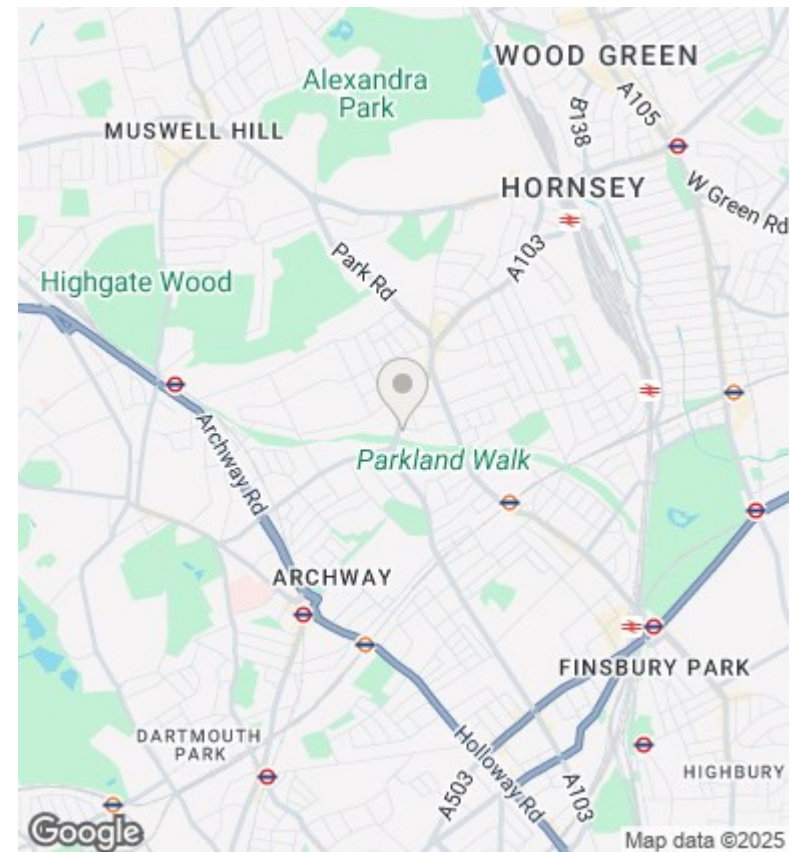 WOOD GREEN
Alexandra
Park
A105
B138
MUSWELL HILL
HORNSEY
W Green Rd
A103
Park Rd
Highgate Wood
Archway Rd
Parkland Walk
ARCHWAY
FINSBURY PARK
DARTMOUTH
PARK
Holloway Rd
A503
A103
HIGHBURY
Google
Map data ©2025